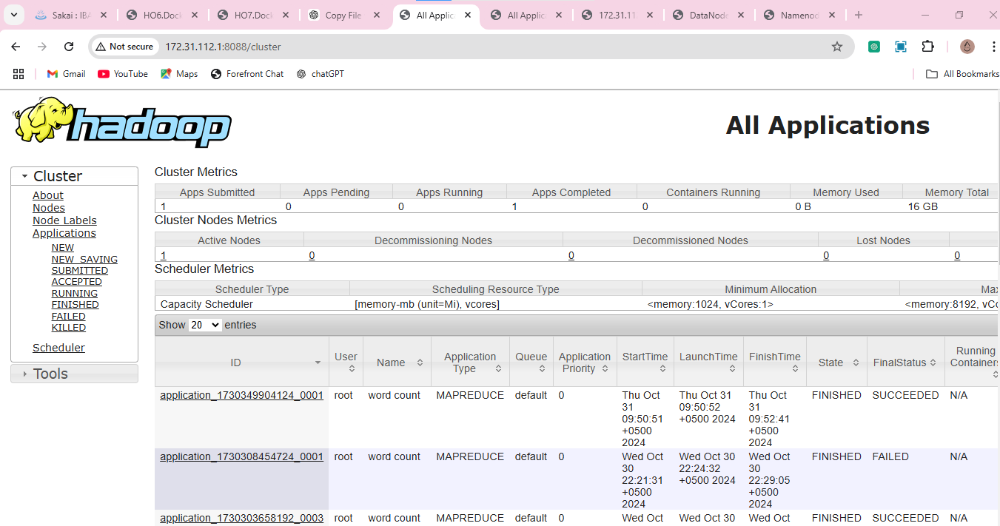 Sakai : IBA
HO6.Dock
HO7.Dock
Copy File
All Applic
All Applic
172.31.11
DataNode
Namenod
Not secure
172.31.112.1:8088/cluster
Gmail
YouTube
Maps
Forefront Chat
chatGPT
All Bookmarks
hadoop
All Applications
Cluster
About
Nodes
Node Labels
Applications
NEW
NEW_SAVING
SUBMITTED
ACCEPTED
RUNNING
FINISHED
FAILED
KILLED
Scheduler
Tools
Cluster Metrics
Apps Submitted Apps Pending Apps Running Apps Completed Containers Running Memory Used Memory Total
1 0 0 1 0 0 B 16 GB
Cluster Nodes Metrics
Active Nodes Decommissioning Nodes Decommissioned Nodes Lost Nodes
1 0 0 0 0
Scheduler Metrics
Scheduler Type Scheduling Resource Type Minimum Allocation Max
Capacity Scheduler [memory-mb (unit=Mi), vcores] <memory:1024, vCores:1> <memory:8192, vCo
Show 20 entries
ID
User
Name
Application
Type
Queue
Application
Priority
StartTime
LaunchTime
FinishTime
State
FinalStatus
Running
Containers
application_1730349904124_0001
root
word count
MAPREDUCE
default
0
Thu Oct
31
09:50:51
+0500
2024
Thu Oct 31
09:50:52
+0500 2024
Thu Oct
31
09:52:41
+0500
2024
FINISHED
SUCCEEDED
N/A
application_1730308454724_0001
root
word count
MAPREDUCE
default
0
Wed Oct
30
22:21:31
+0500
2024
Wed Oct 30
22:24:32
+0500 2024
Wed Oct
30
22:29:05
+0500
2024
FINISHED
FAILED
N/A
application_1730303658192_0003
root
word count
MAPREDUCE
default
0
Wed Oct
Wed Oct 30
Wed Oct
FINISHED
SUCCEEDED
N/A